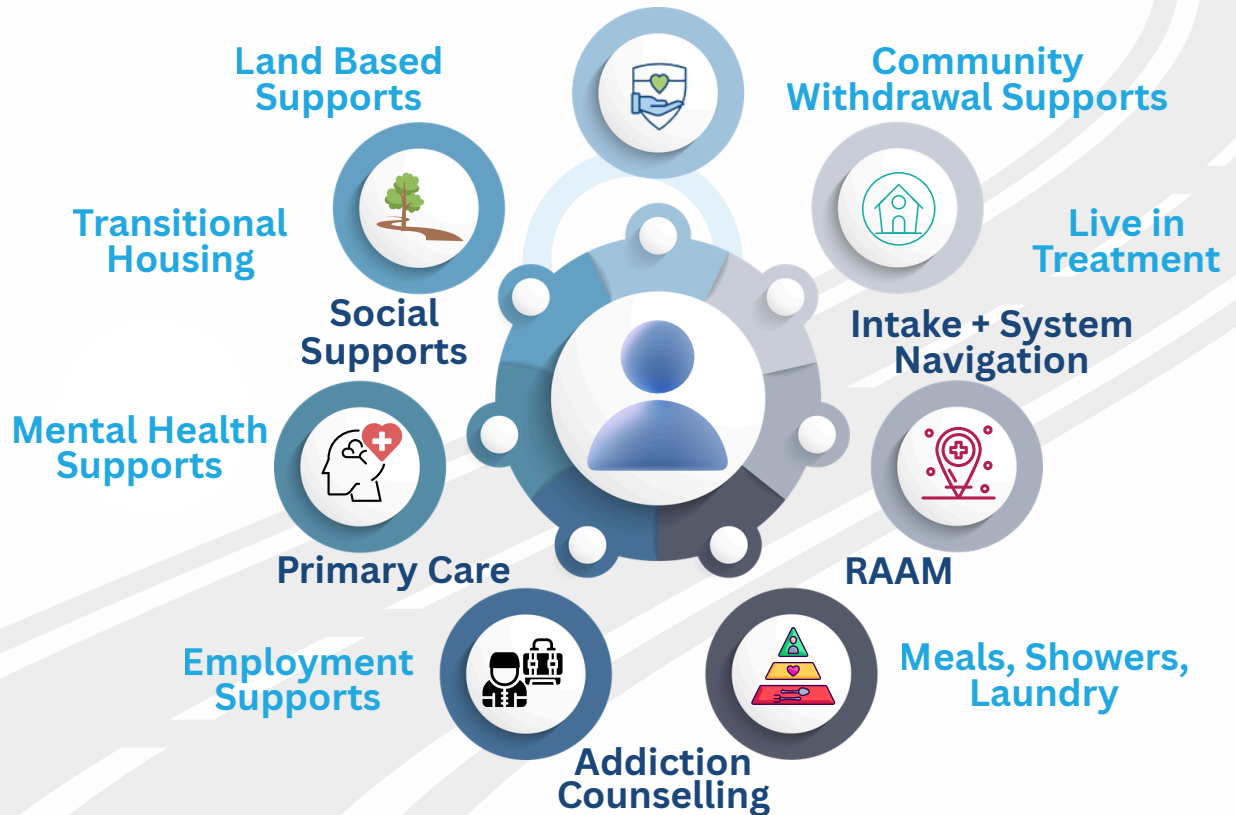 Land Based
Supports
Community
Withdrawal Supports
Transitional
Housing
Live in
Treatment
Social
Supports
Intake + System
Navigation
Mental Health
Supports
Primary Care
RAAM
Employment
Supports
Meals, Showers,
Laundry
Addiction
Counselling